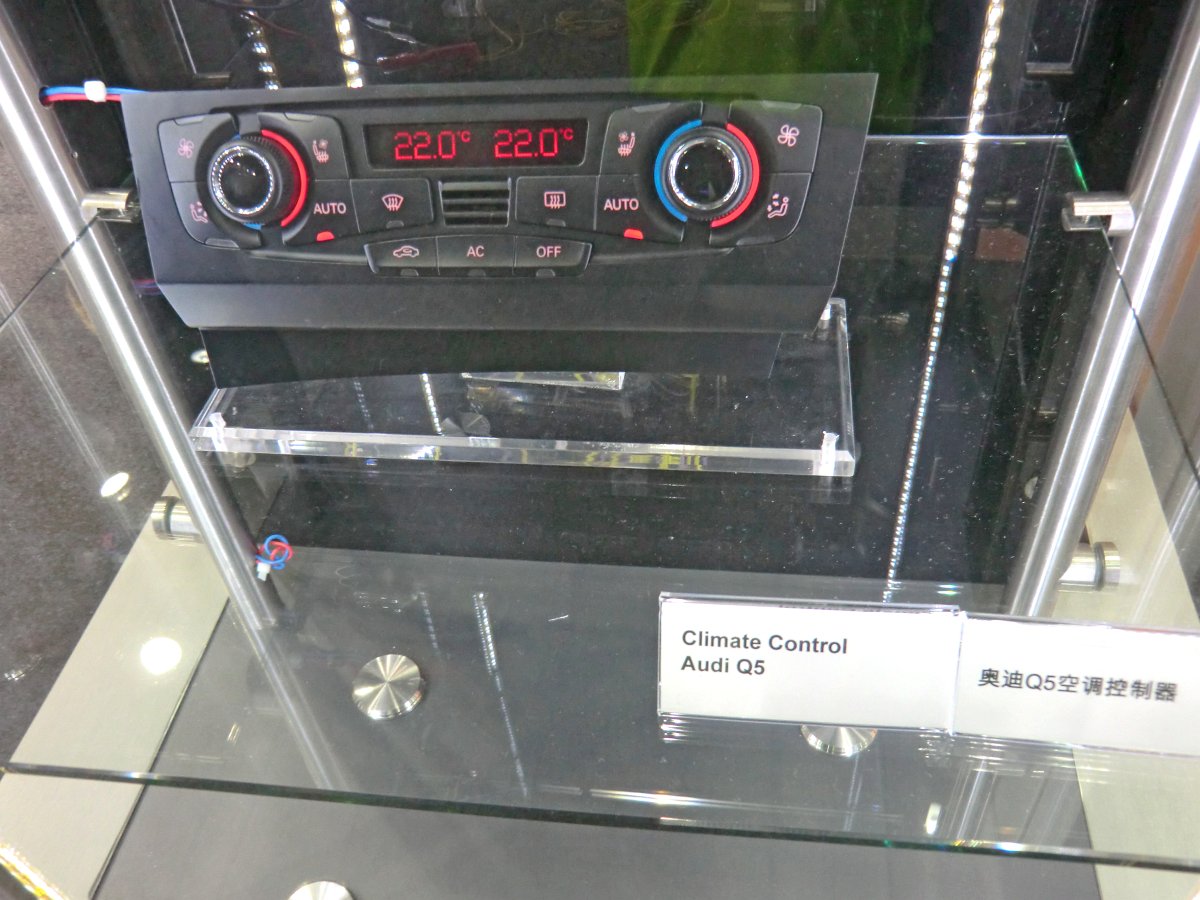 22.0°C 22.0°C
AUTO AUTO
AC OFF
Climate Control
Audi Q5
奥迪Q5空调控制器